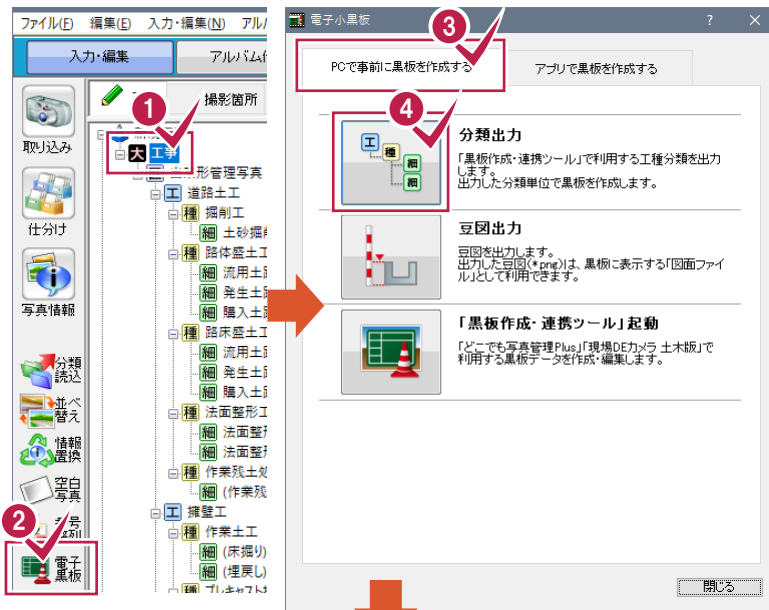 ファイル(F) 編集(E) 入力・編集(N)
入力・編集
撮影箇所
取り込み
仕分け
写真情報
分類
読込
並べ
替え
情報
置換
空白
写真
電子
黒板
1
2
大 工事
工 道路土工
種 掘削工
細 土砂掘
種 路体盛土工
細 流用土
細 発生土
細 購入土
種 路床盛土工
細 流用土
細 発生土
細 購入土
種 法面整形工
細 法面整
細 法面整
種 作業残土処
細 (作業残
工 擁壁工
種 作業土工
細 (床掘り)
細 (埋戻し)
電子小黒板
? ×
3
PCで事前に黒板を作成する
アプリで黒板を作成する
4
工
種
細
細
分類出力
「黒板作成・連携ツール」で利用する工種分類を出力
します。
出力した分類単位で黒板を作成します。
豆図出力
豆図を出力します。
出力した豆図(*png)は、黒板に表示する「図面ファイ
ル」として利用できます。
「黒板作成・連携ツール」起動
「どこでも写真管理Plus」「現場DEカメラ 土木版」で
利用する黒板データを作成・編集します。
閉じる